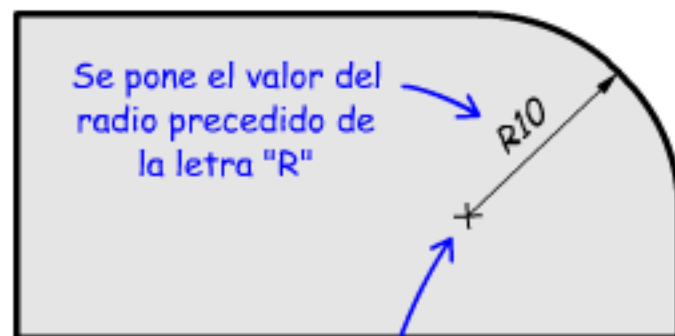 Se pone el valor del
radio precedido de
la letra "R"
R10